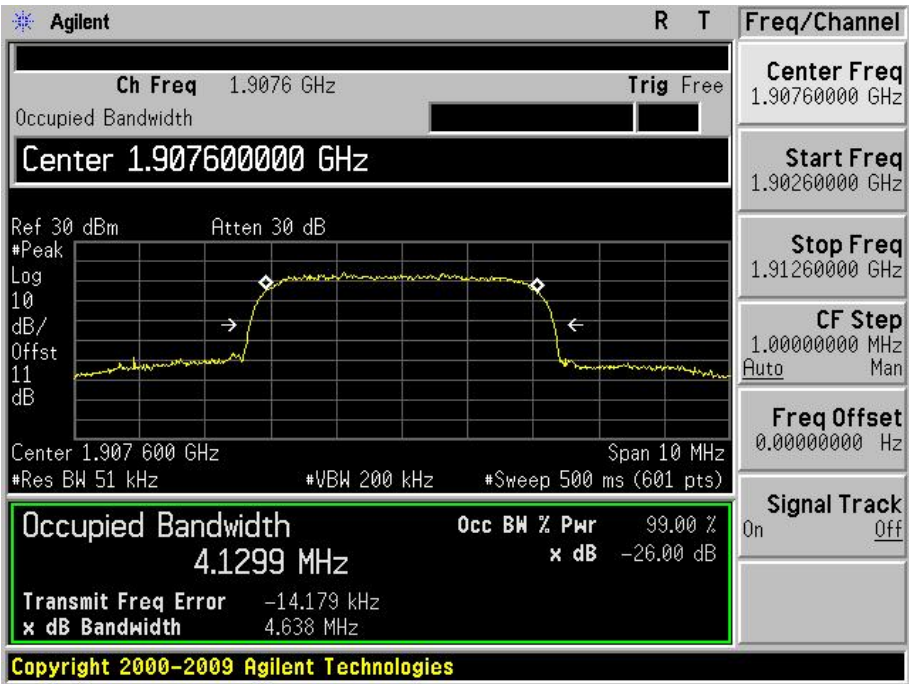 Agilent R T Freq/Channel
Ch Freq 1.9076 GHz Trig Free
Occupied Bandwidth
Center 1.907600000 GHz
Ref 30 dBm Atten 30 dB
#Peak
Log
10
dB/
Offst
11
dB
Center 1.907 600 GHz Span 10 MHz
#Res BW 51 kHz #VBW 200 kHz #Sweep 500 ms (601 pts)
Occupied Bandwidth Occ BW % Pwr 99.00 %
4.1299 MHz x dB -26.00 dB
Transmit Freq Error -14.179 kHz
x dB Bandwidth 4.638 MHz
Copyright 2000-2009 Agilent Technologies
Center Freq
1.90760000 GHz
Start Freq
1.90260000 GHz
Stop Freq
1.91260000 GHz
CF Step
1.00000000 MHz
Auto Man
Freq Offset
0.00000000 Hz
Signal Track
On Off